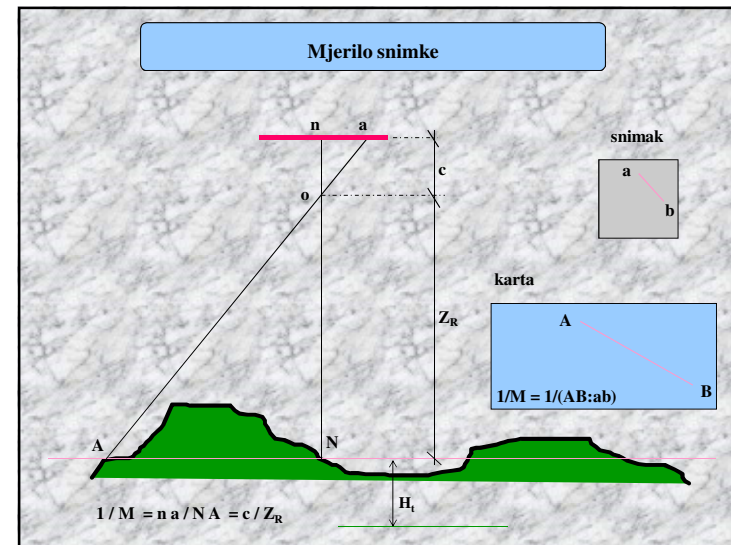 Mjerilo snimke
n a
snimak
c
a
o
b
karta
Z_R
A
A
N
B
1/M = 1/(AB:ab)
H_t
1 / M = n a / N A = c / Z_R